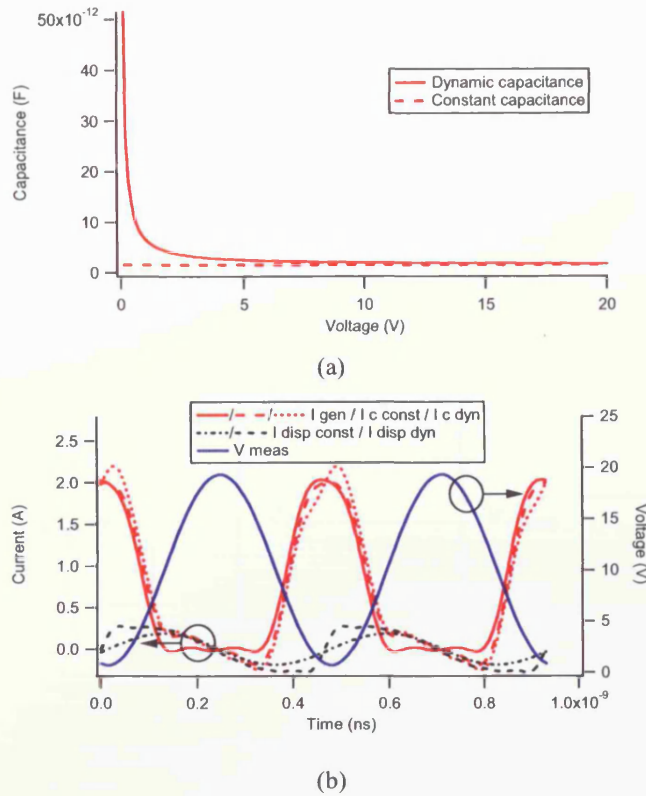 50x10⁻¹²
40
30
20
10
0
Capacitance (F)
Dynamic capacitance
Constant capacitance
0 5 10 15 20
Voltage (V)
(a)
I gen / I c const / I c dyn
I disp const / I disp dyn
V meas
2.5
2.0
1.5
1.0
0.5
0.0
Current (A)
25
20
15
10
5
0
Voltage (V)
0.0 0.2 0.4 0.6 0.8 1.0x10⁻⁹
Time (ns)
(b)